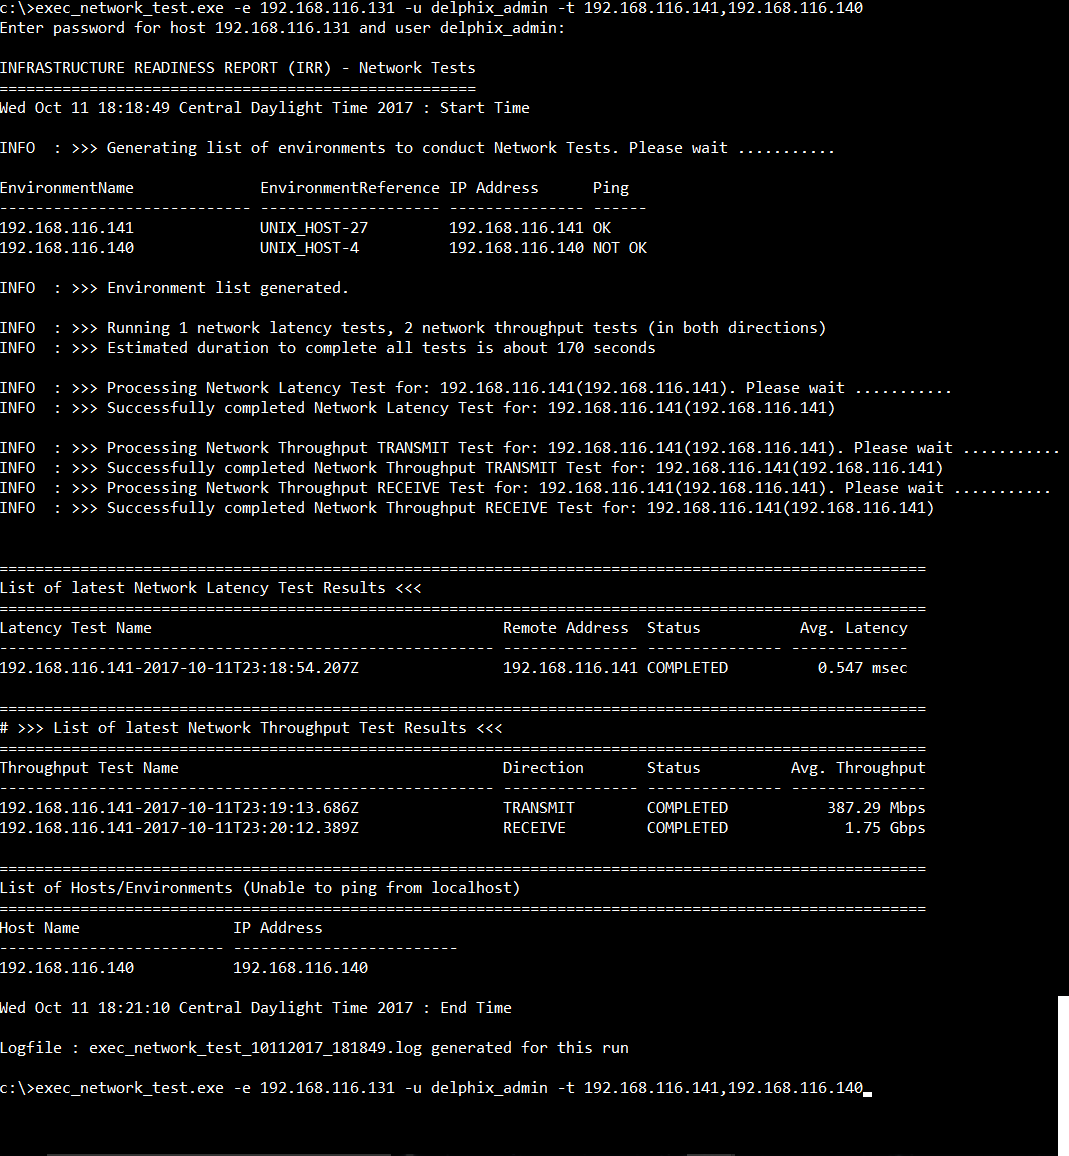 c:\>exec_network_test.exe -e 192.168.116.131 -u delphix_admin -t 192.168.116.141,192.168.116.140
Enter password for host 192.168.116.131 and user delphix_admin:
INFRASTRUCTURE READINESS REPORT (IRR) - Network Tests
=====================================================
Wed Oct 11 18:18:49 Central Daylight Time 2017 : Start Time
INFO  : >>> Generating list of environments to conduct Network Tests. Please wait ...........
EnvironmentName              EnvironmentReference IP Address      Ping
---------------------------- -------------------- --------------- ------
192.168.116.141              UNIX_HOST-27         192.168.116.141 OK
192.168.116.140              UNIX_HOST-4          192.168.116.140 NOT OK
INFO  : >>> Environment list generated.
INFO  : >>> Running 1 network latency tests, 2 network throughput tests (in both directions)
INFO  : >>> Estimated duration to complete all tests is about 170 seconds
INFO  : >>> Processing Network Latency Test for: 192.168.116.141(192.168.116.141). Please wait ...........
INFO  : >>> Successfully completed Network Latency Test for: 192.168.116.141(192.168.116.141)
INFO  : >>> Processing Network Throughput TRANSMIT Test for: 192.168.116.141(192.168.116.141). Please wait ...........
INFO  : >>> Successfully completed Network Throughput TRANSMIT Test for: 192.168.116.141(192.168.116.141)
INFO  : >>> Processing Network Throughput RECEIVE Test for: 192.168.116.141(192.168.116.141). Please wait ...........
INFO  : >>> Successfully completed Network Throughput RECEIVE Test for: 192.168.116.141(192.168.116.141)
=======================================================================================================
List of latest Network Latency Test Results <<<
=======================================================================================================
Latency Test Name                                       Remote Address  Status           Avg. Latency
------------------------------------------------------- --------------- --------------- -------------
192.168.116.141-2017-10-11T23:18:54.207Z                192.168.116.141 COMPLETED          0.547 msec
=======================================================================================================
# >>> List of latest Network Throughput Test Results <<<
=======================================================================================================
Throughput Test Name                                    Direction       Status          Avg. Throughput
------------------------------------------------------- --------------- --------------- ---------------
192.168.116.141-2017-10-11T23:19:13.686Z                TRANSMIT        COMPLETED           387.29 Mbps
192.168.116.141-2017-10-11T23:20:12.389Z                RECEIVE         COMPLETED             1.75 Gbps
=======================================================================================================
List of Hosts/Environments (Unable to ping from localhost)
=======================================================================================================
Host Name                 IP Address
------------------------- -------------------------
192.168.116.140           192.168.116.140
Wed Oct 11 18:21:10 Central Daylight Time 2017 : End Time
Logfile : exec_network_test_10112017_181849.log generated for this run
c:\>exec_network_test.exe -e 192.168.116.131 -u delphix_admin -t 192.168.116.141,192.168.116.140